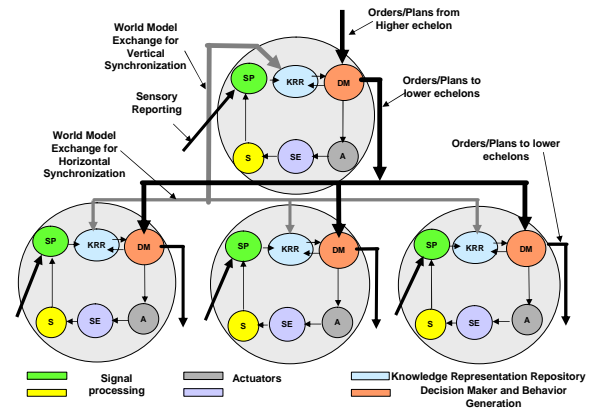 Orders/Plans from
Higher echelon
World Model
Exchange for
Vertical
Synchronization
SP
KRR
DM
Orders/Plans to
lower echelons
Sensory
Reporting
World Model
Exchange for
Horizontal
Synchronization
Orders/Plans to lower
echelons
S
SE
A
SP
KRR
DM
SP
KRR
DM
SP
KRR
DM
S
SE
A
S
SE
A
S
SE
A
Signal
processing
Actuators
Knowledge Representation Repository
Decision Maker and Behavior
Generation